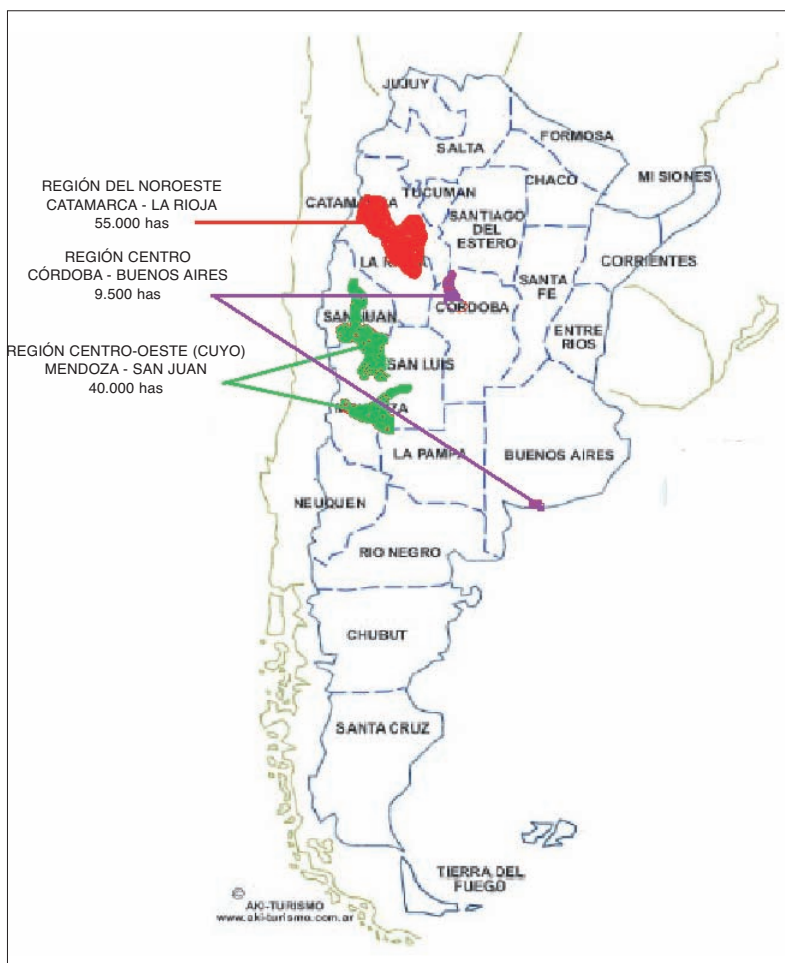 JUJUY
SALTA
FORMOSA
REGIÓN DEL NOROESTE
CATAMARCA - LA RIOJA
55.000 has
CHACO
MISIONES
TUCUMAN
SANTIAGO
DEL
ESTERO
CORRIENTES
REGIÓN CENTRO
CÓRDOBA - BUENOS AIRES
9.500 has
SANTA
FE
CORDOBA
SAN JUAN
ENTRE
RIOS
REGIÓN CENTRO-OESTE (CUYO)
MENDOZA - SAN JUAN
40.000 has
SAN LUIS
LA PAMPA
BUENOS AIRES
NEUQUEN
RIO NEGRO
CHUBUT
SANTA CRUZ
TIERRA DEL
FUEGO
©
AKI-TURISMO
www.aki-turismo.com.ar